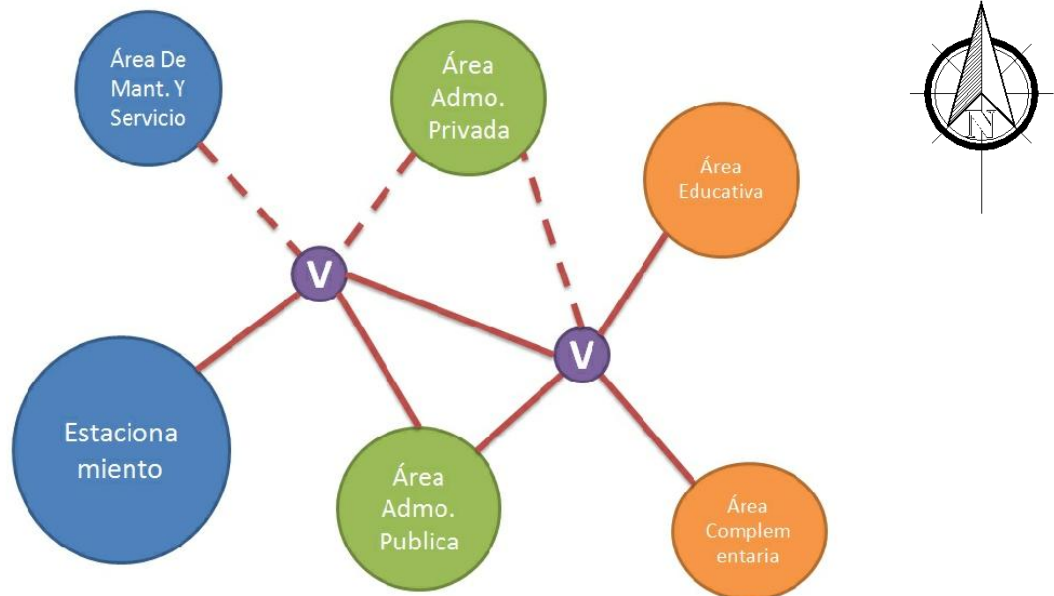 Área De
Mant. Y
Servicio
Área
Admo.
Privada
Área
Educativa
N
V
V
Estaciona
miento
Área
Admo.
Publica
Área
Complem
entaria